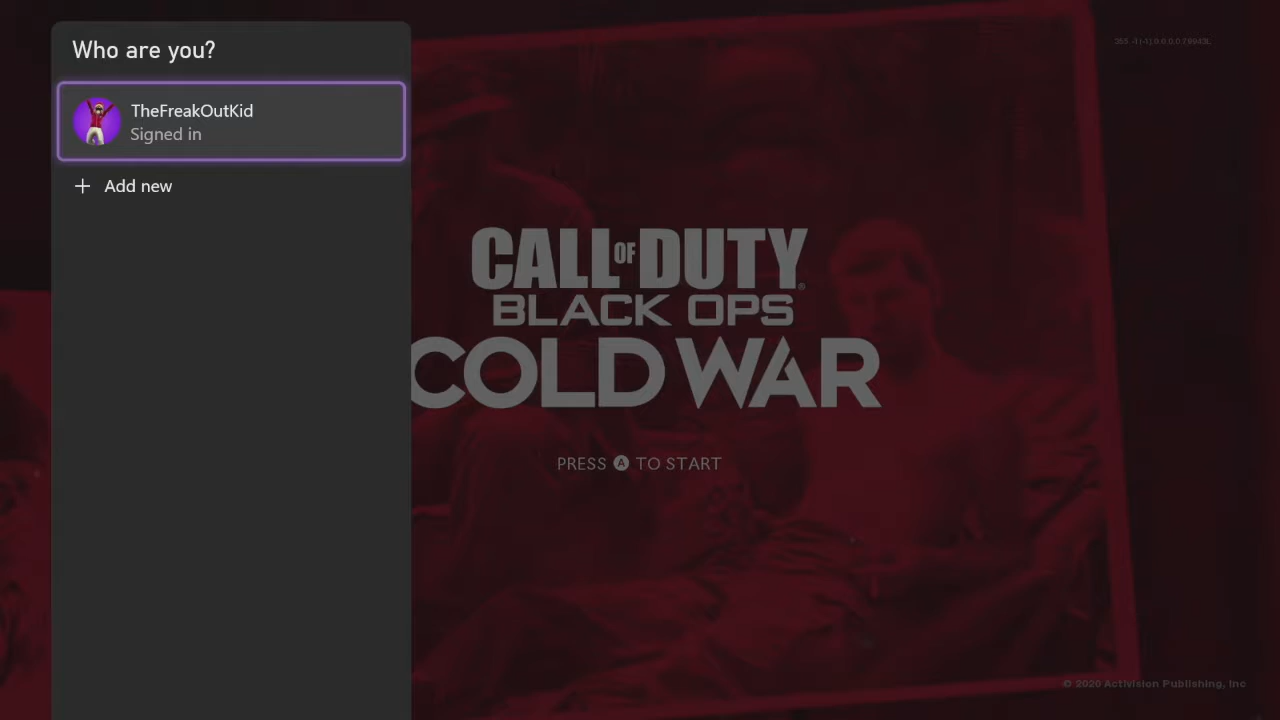 Who are you?
TheFreakOutKid
Signed in
Add new
CALL OF DUTY®
BLACK OPS
COLD WAR
PRESS A TO START
© 2020 Activision Publishing, Inc